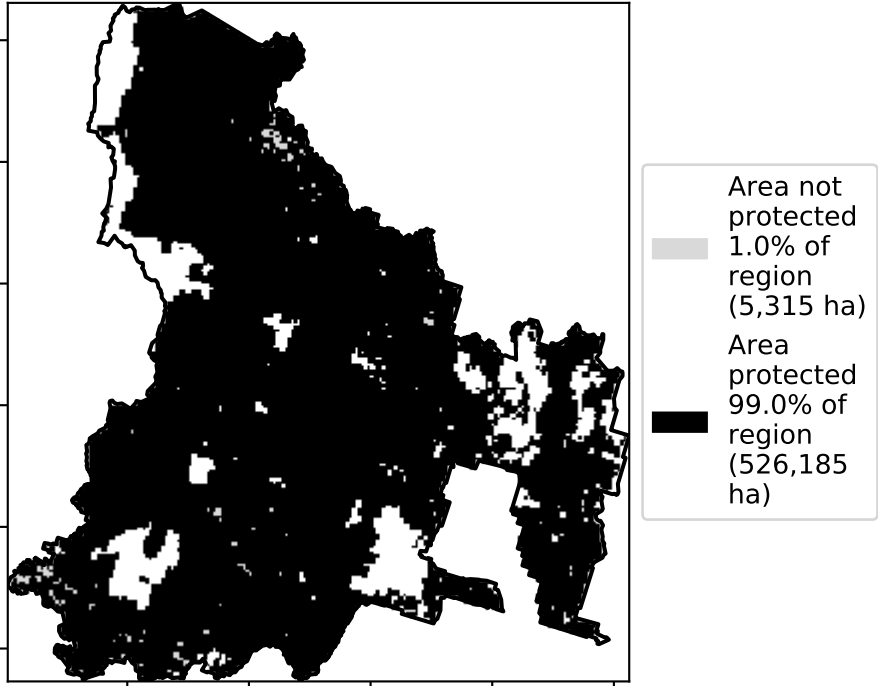 Area not
protected
1.0% of
region
(5,315 ha)
Area
protected
99.0% of
region
(526,185
ha)